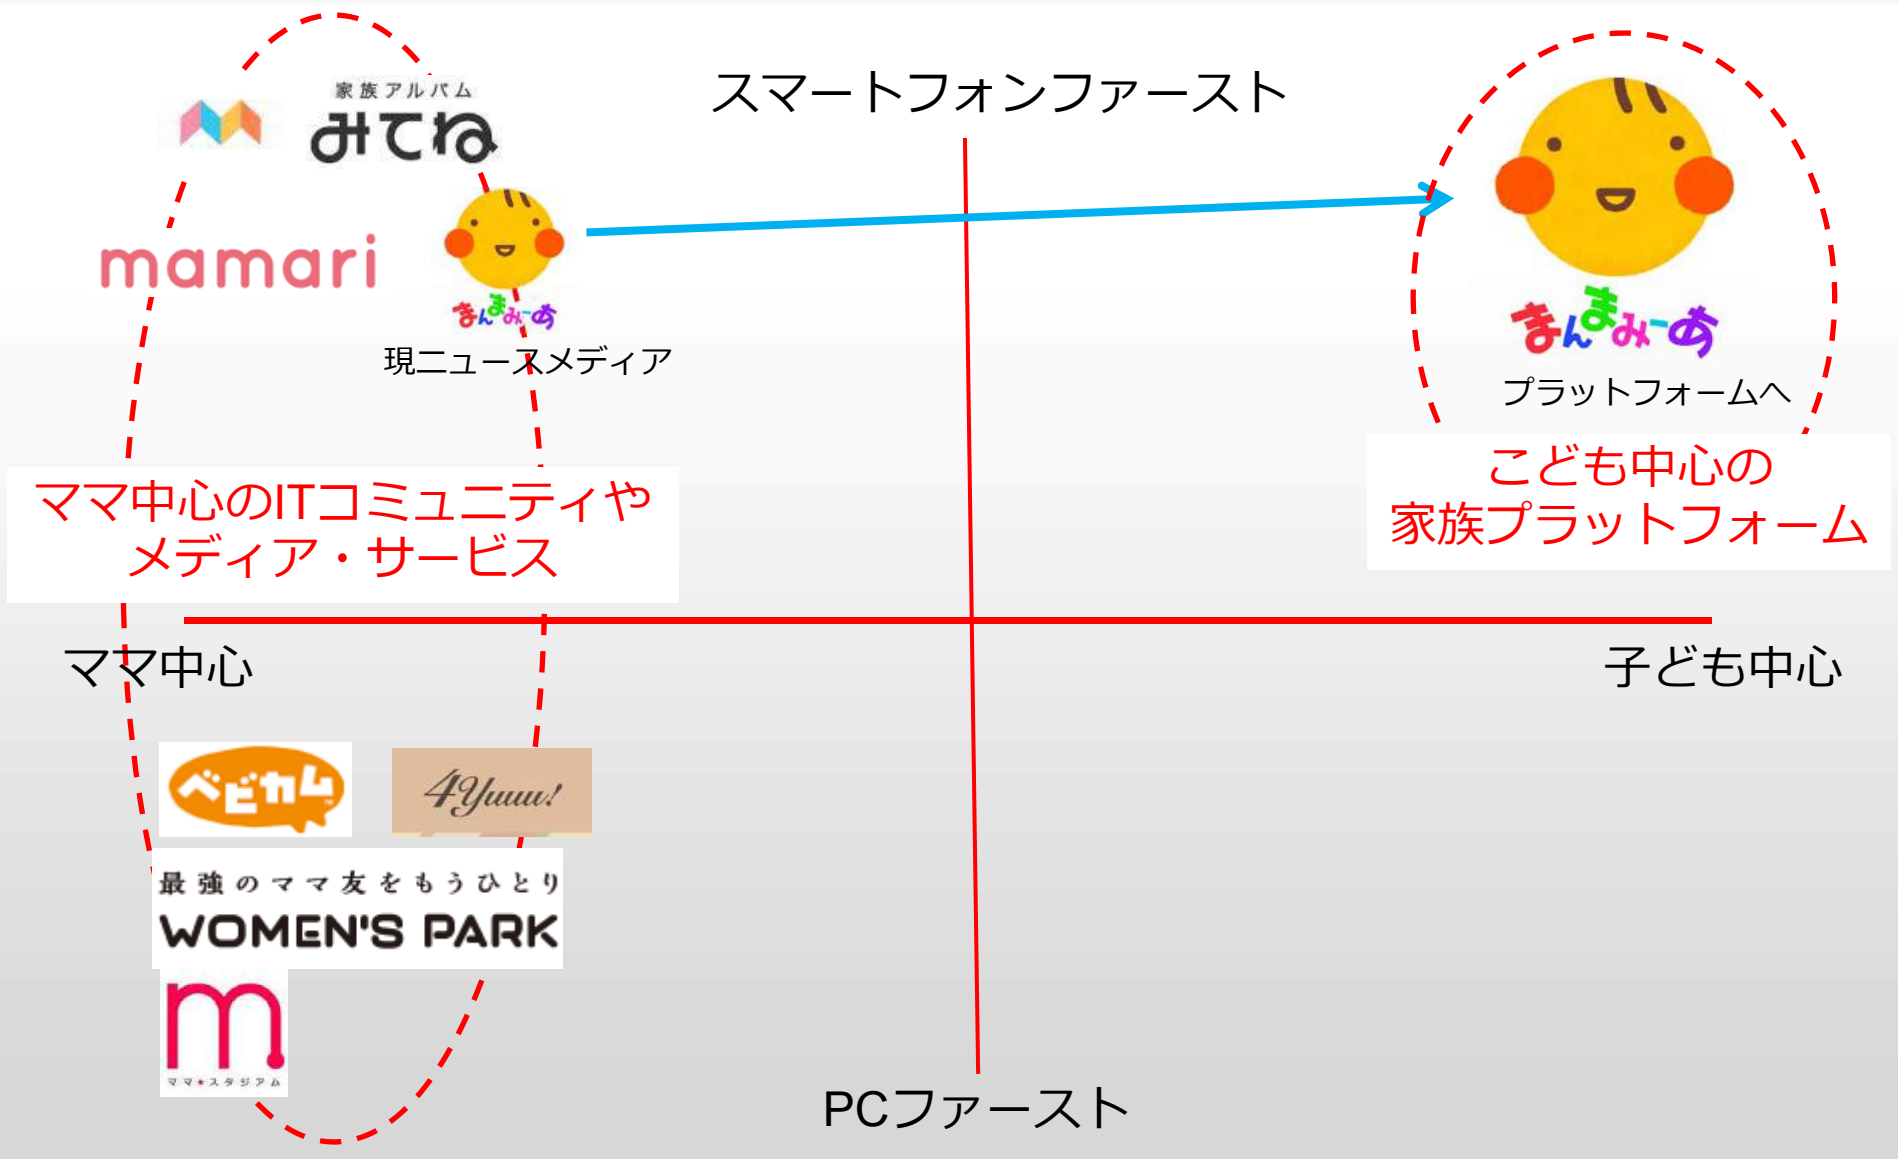 スマートフォンファースト
家族アルバム
みてね
mamari
まんまみーあ
現ニュースメディア
まんまみーあ
プラットフォームへ
ママ中心のITコミュニティや
メディア・サービス
こども中心の
家族プラットフォーム
ママ中心
子ども中心
ベビカム
4Yuuu!
最強のママ友をもうひとり
WOMEN'S PARK
m
ママ★スタジアム
PCファースト